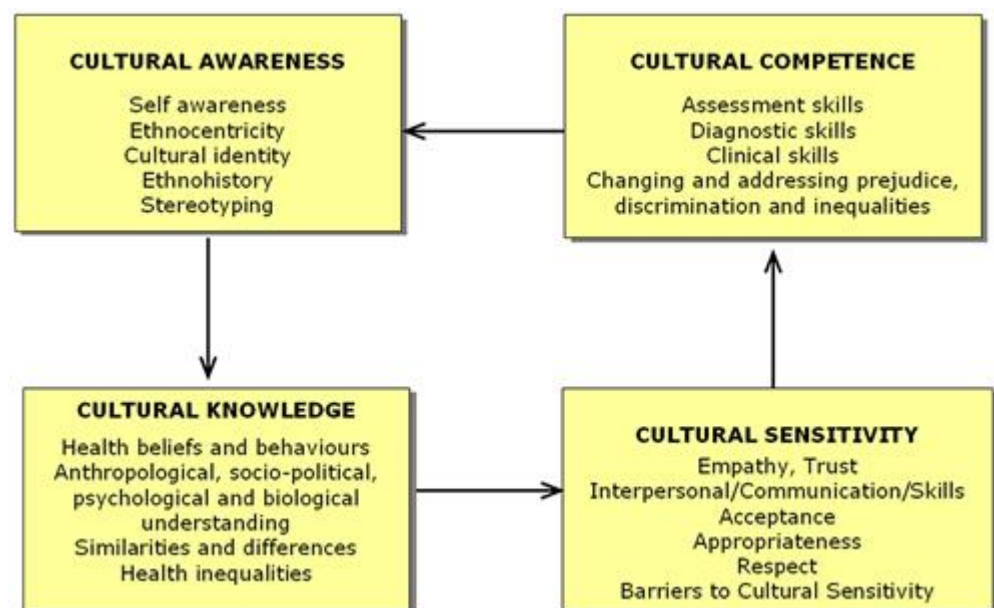 CULTURAL AWARENESS
Self awareness
Ethnocentricity
Cultural identity
Ethnohistory
Stereotyping
CULTURAL COMPETENCE
Assessment skills
Diagnostic skills
Clinical skills
Changing and addressing prejudice,
discrimination and inequalities
CULTURAL KNOWLEDGE
Health beliefs and behaviours
Anthropological, socio-political,
psychological and biological
understanding
Similarities and differences
Health inequalities
CULTURAL SENSITIVITY
Empathy, Trust
Interpersonal/Communication/Skills
Acceptance
Appropriateness
Respect
Barriers to Cultural Sensitivity